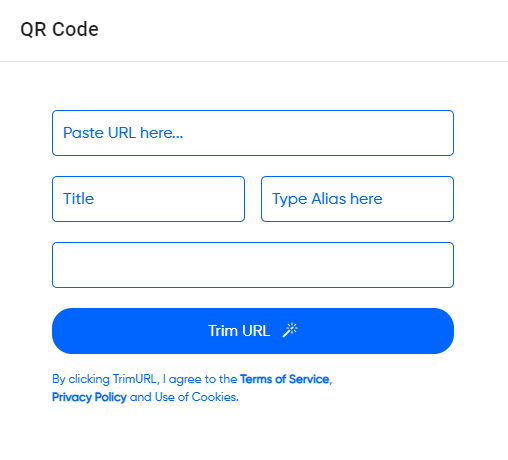 QR Code
Paste URL here...
Title
Type Alias here
Trim URL
By clicking TrimURL, I agree to the Terms of Service,
Privacy Policy and Use of Cookies.